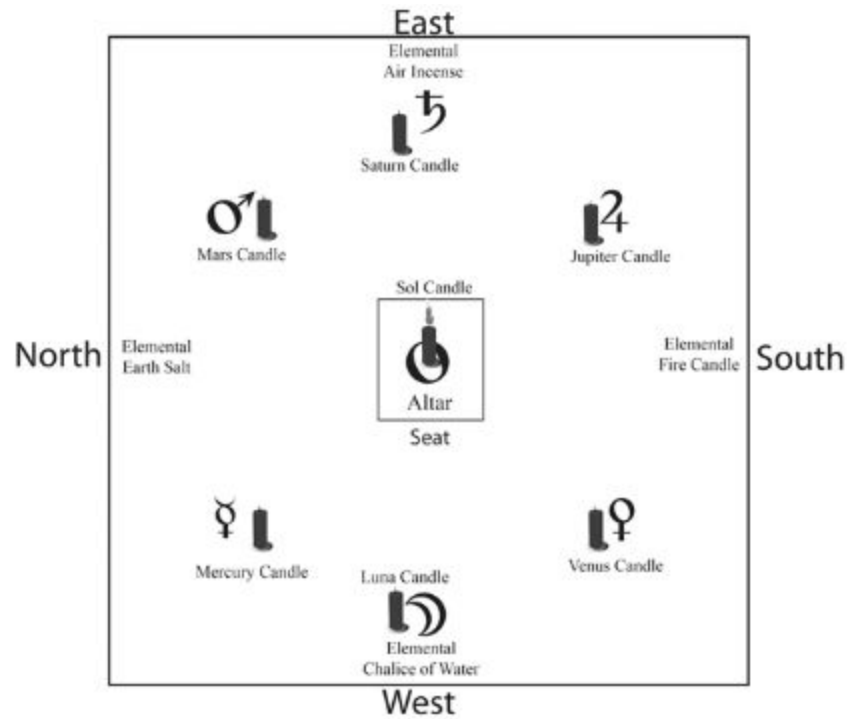 East
Elemental
Air Incense
Saturn Candle
Mars Candle
Jupiter Candle
Sol Candle
North
Elemental
Earth Salt
Elemental
Fire Candle
South
Altar
Seat
Mercury Candle
Venus Candle
Luna Candle
Elemental
Chalice of Water
West